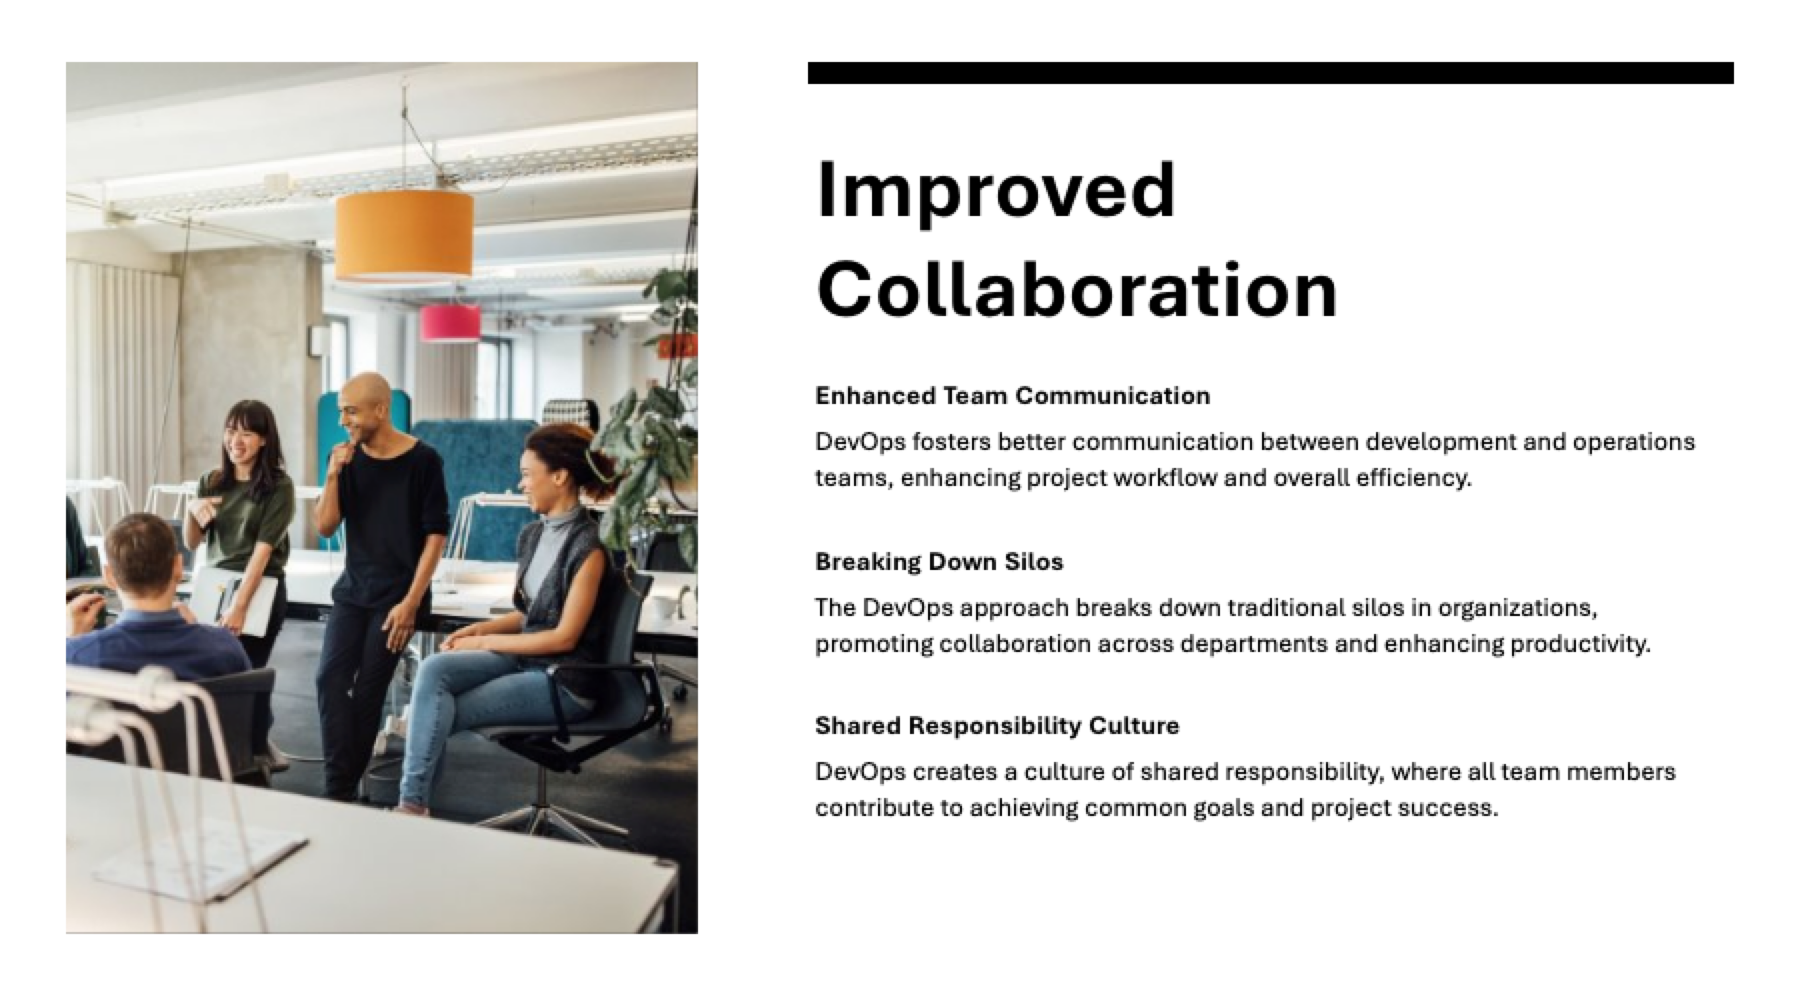 Improved
Collaboration
Enhanced Team Communication
DevOps fosters better communication between development and operations
teams, enhancing project workflow and overall efficiency.
Breaking Down Silos
The DevOps approach breaks down traditional silos in organizations,
promoting collaboration across departments and enhancing productivity.
Shared Responsibility Culture
DevOps creates a culture of shared responsibility, where all team members
contribute to achieving common goals and project success.